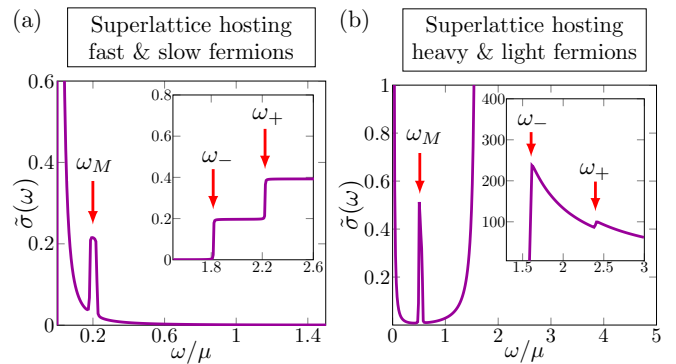 (a)
Superlattice hosting
fast & slow fermions
0.6
0.4
0.2
0
σ̃(ω)
0.2
0.6
1
1.4
ω/μ
ω_M
0.8
0.6
0.4
0.2
0
1.8
2.2
2.6
ω_−
ω_+
(b)
Superlattice hosting
heavy & light fermions
1
0.8
0.6
0.4
0.2
0
σ̃(ω)
0
1
2
3
4
5
ω/μ
ω_M
400
300
200
100
1.5
2
2.5
3
ω_−
ω_+